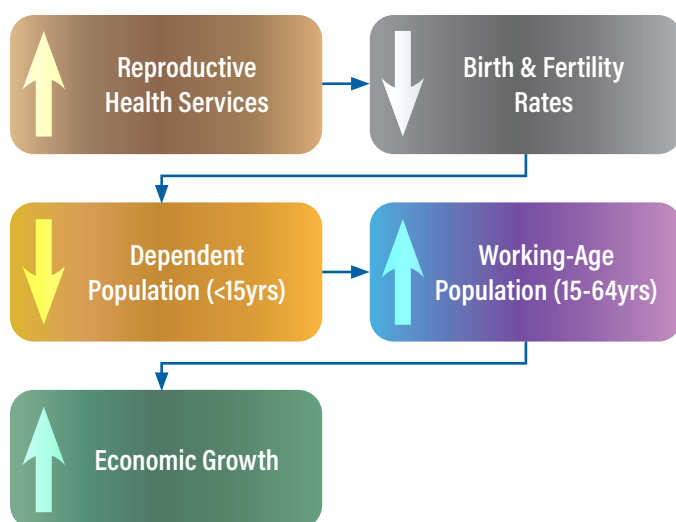 Reproductive
Health Services
Birth & Fertility
Rates
Dependent
Population (<15yrs)
Working-Age
Population (15-64yrs)
Economic Growth